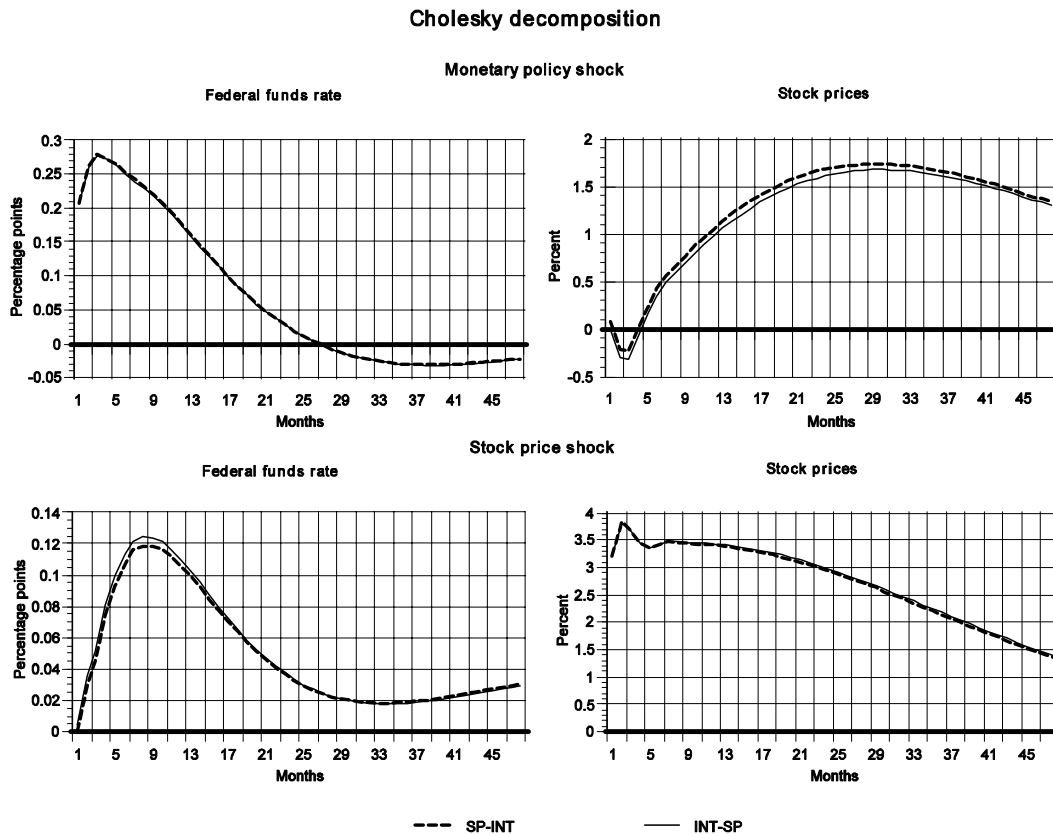 Cholesky decomposition
Monetary policy shock
Federal funds rate
Stock prices
Percentage points
0.3
0.25
0.2
0.15
0.1
0.05
0
-0.05
1 5 9 13 17 21 25 29 33 37 41 45
Months
Percent
2
1.5
1
0.5
0
-0.5
1 5 9 13 17 21 25 29 33 37 41 45
Months
Stock price shock
Federal funds rate
Stock prices
Percentage points
0.14
0.12
0.1
0.08
0.06
0.04
0.02
0
1 5 9 13 17 21 25 29 33 37 41 45
Months
Percent
4
3.5
3
2.5
2
1.5
1
0.5
0
1 5 9 13 17 21 25 29 33 37 41 45
Months
SP-INT INT-SP